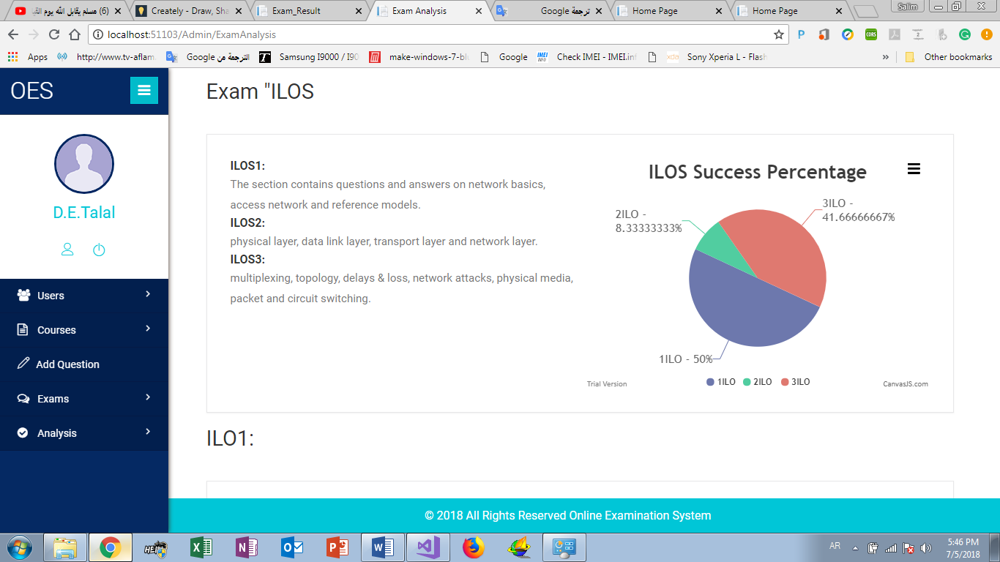 (6) مسلم يقابل الله يوم القي
Creately - Draw, Sha
Exam_Result
Exam Analysis
ترجمة Google
Home Page
Home Page
Salim
localhost:51103/Admin/ExamAnalysis
Apps
http://www.tv-aflam
الترجمة من Google
Samsung I9000 / I90
make-windows-7-blu
Google
Check IMEI - IMEI.inf
Sony Xperia L - Flash
»
Other bookmarks
OES
D.E.Talal
Users
Courses
Add Question
Exams
Analysis
Exam "ILOS
ILOS1:
The section contains questions and answers on network basics,
access network and reference models.
ILOS2:
physical layer, data link layer, transport layer and network layer.
ILOS3:
multiplexing, topology, delays & loss, network attacks, physical media,
packet and circuit switching.
ILOS Success Percentage
3ILO -
41.66666667%
2ILO -
8.33333333%
1ILO - 50%
1ILO 2ILO 3ILO
Trial Version
CanvasJS.com
ILO1:
© 2018 All Rights Reserved Online Examination System
AR
5:46 PM
7/5/2018